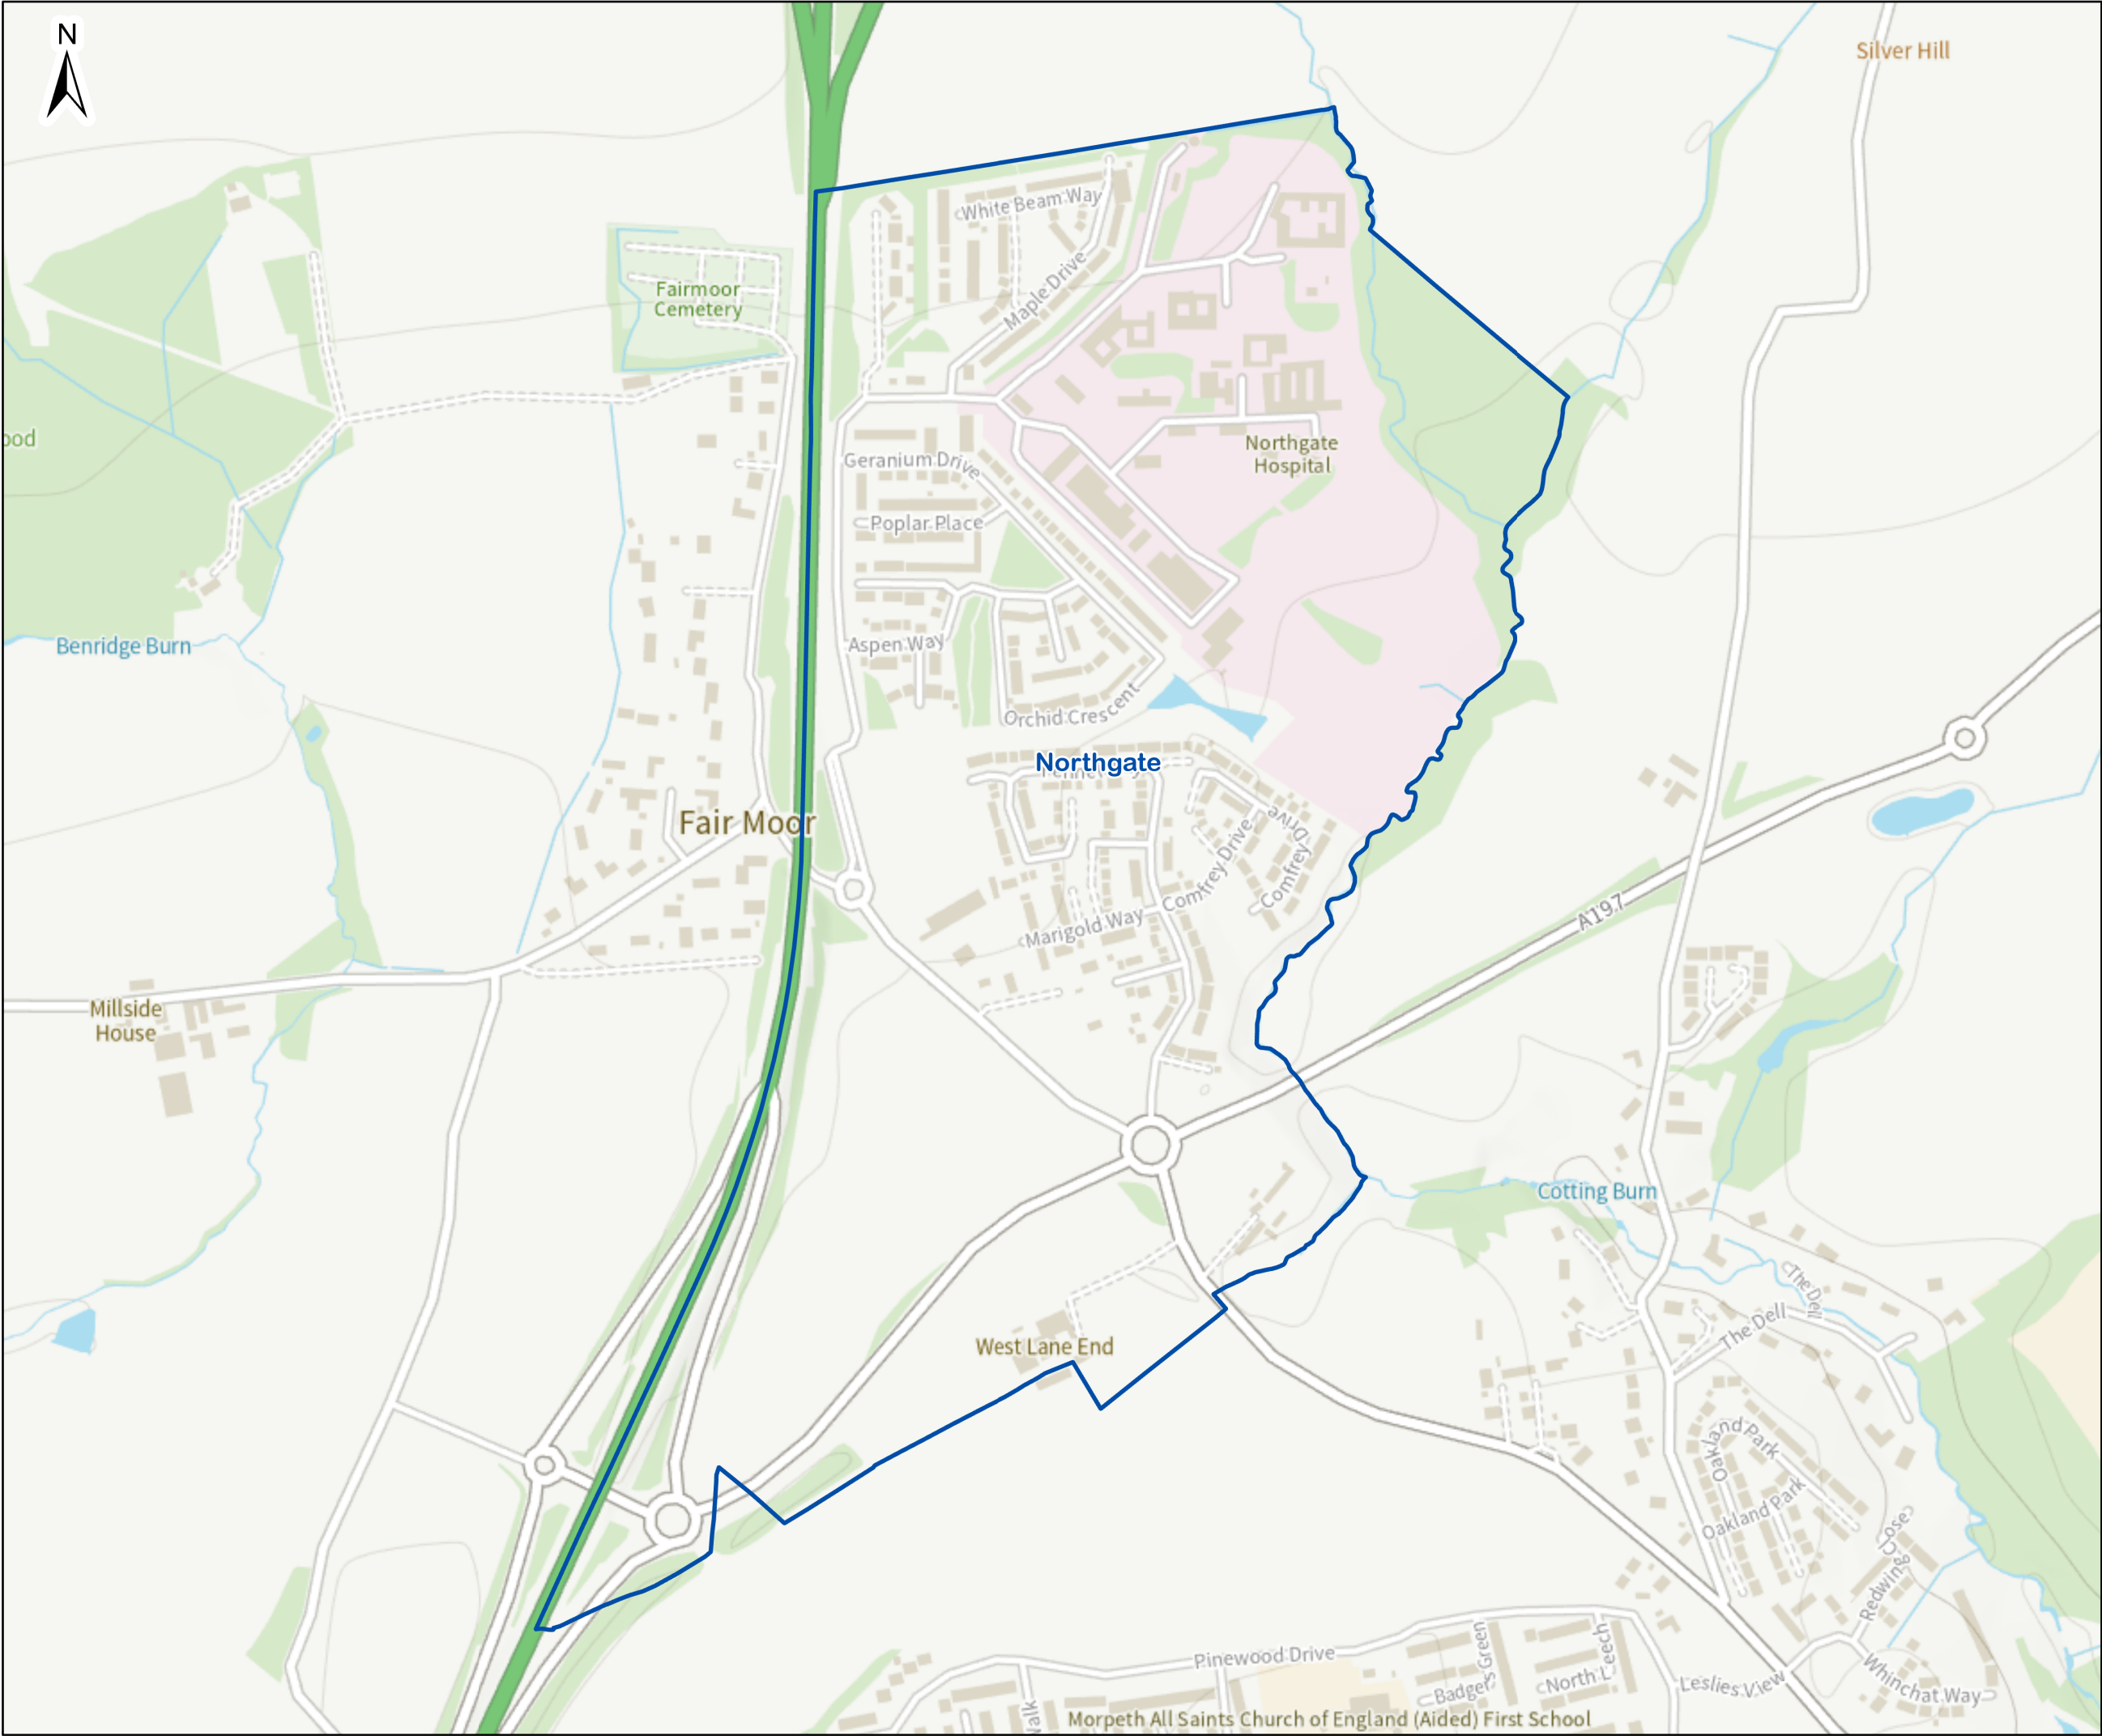 N
Silver Hill
White Beam Way
Fairmoor
Cemetery
Maple Drive
ood
Northgate
Hospital
Geranium Drive
Poplar Place
Benridge Burn
Aspen Way
Orchid Crescent
Northgate
Fair Moor
Comfrey Drive
Comfrey Drive
A197
Marigold Way
Millside
House
Cotting Burn
The Dell
The Dell
West Lane End
Oakland Park
Oakland Park
Redwing Close
Pinewood Drive
Badgers Green
North Leech
Leslies View
Whinchat Way
alk
Morpeth All Saints Church of England (Aided) First School